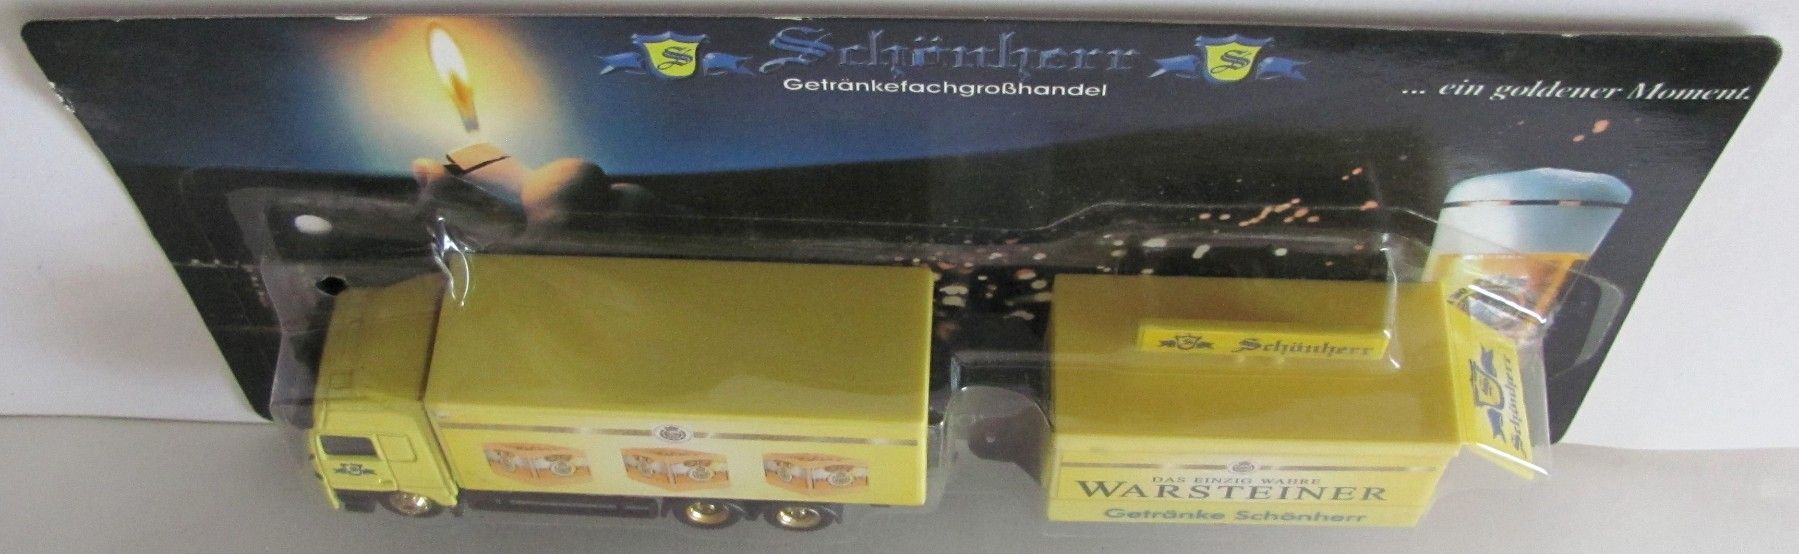 S
Schönherr
S
Getränkefachgroßhandel
... ein goldener Moment.
Schönherr
S
Schönherr
DAS EINZIG WAHRE
WARSTEINER
Getränke Schönherr